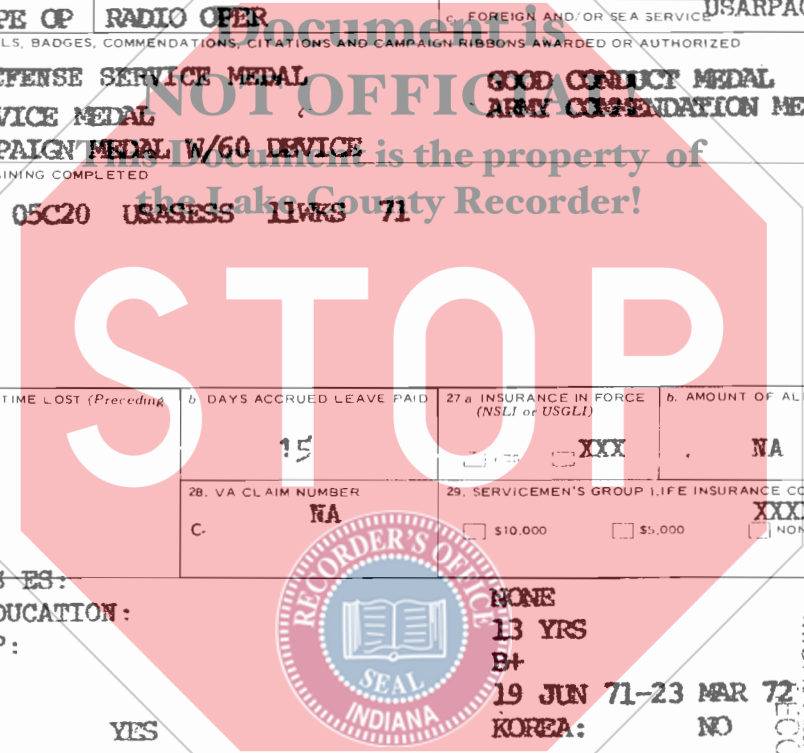 PE OP RADIO OPER c. FOREIGN AND/OR SEA SERVICE USARPAC
Document is
LS, BADGES, COMMENDATIONS, CITATIONS AND CAMPAIGN RIBBONS AWARDED OR AUTHORIZED
EFENSE SERVICE MEDAL GOOD CONDUCT MEDAL
NOT OFFICIAL!
VICE MEDAL ARMY COMMENDATION ME
PAIGN MEDAL W/60 DEVICE
This Document is the property of
INING COMPLETED
the Lake County Recorder!
05C20 USASESS 11WKS 71
STOP
TIME LOST (Preceding b DAYS ACCRUED LEAVE PAID 27 a INSURANCE IN FORCE b. AMOUNT OF AL
(NSLI or USGLI)
15 XXX NA
28. VA CLAIM NUMBER 29. SERVICEMEN'S GROUP LIFE INSURANCE CO
C- NA XXXX
$10,000 $5,000 NON
RECORDER'S OFFICE
SEAL
INDIANA
S ES: NONE
DUCATION: 13 YRS
P: B+
19 JUN 71-23 MAR 72
YES KOREA: NO